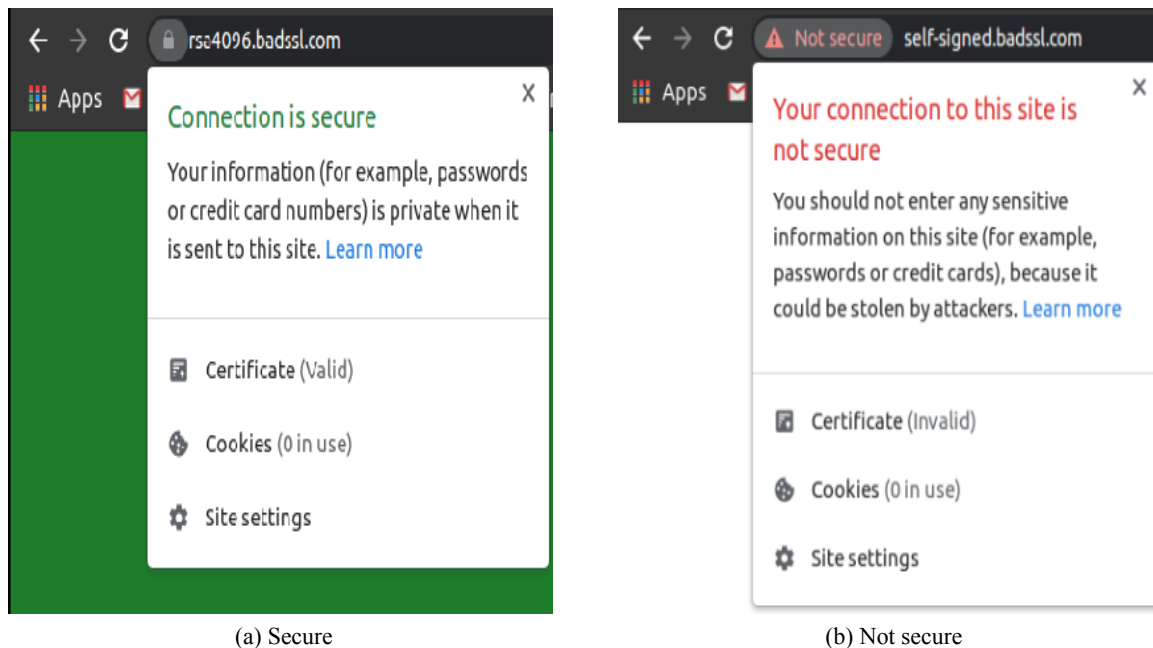 rsa4096.badssl.com
Apps
Connection is secure
Your information (for example, passwords
or credit card numbers) is private when it
is sent to this site. Learn more
Certificate (Valid)
Cookies (0 in use)
Site settings
(a) Secure
Not secure self-signed.badssl.com
Apps
Your connection to this site is
not secure
You should not enter any sensitive
information on this site (for example,
passwords or credit cards), because it
could be stolen by attackers. Learn more
Certificate (Invalid)
Cookies (0 in use)
Site settings
(b) Not secure